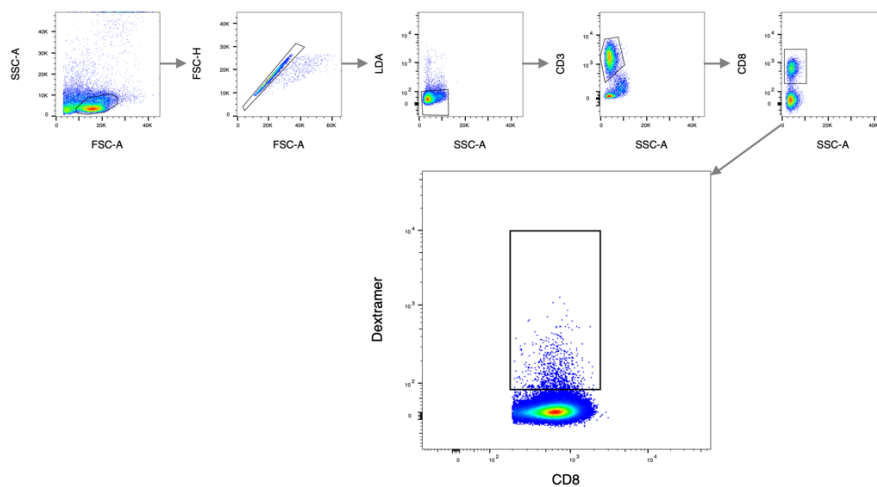 SSC-A
40K
30K
20K
10K
0
0
20K
40K
FSC-A
FSC-H
40K
30K
20K
10K
0
0
20K
40K
60K
FSC-A
LDA
10⁴
10³
10²
0
0
20K
40K
SSC-A
CD3
10⁴
10³
10²
0
0
20K
40K
SSC-A
CD8
10⁴
10³
10²
0
0
20K
40K
SSC-A
Dextramer
10⁴
10³
10²
0
0
10²
10³
10⁴
CD8